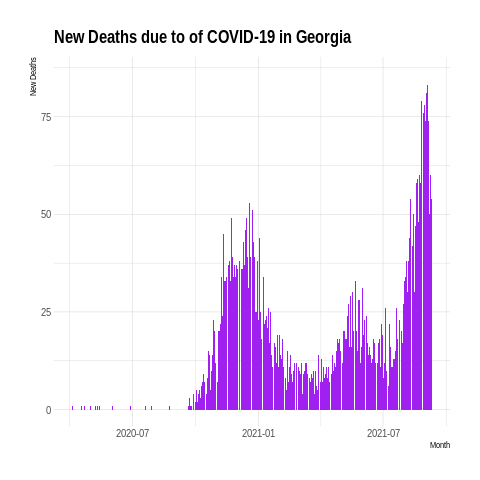 New Deaths due to of COVID-19 in Georgia
New Deaths
75
50
25
0
2020-07
2021-01
2021-07
Month